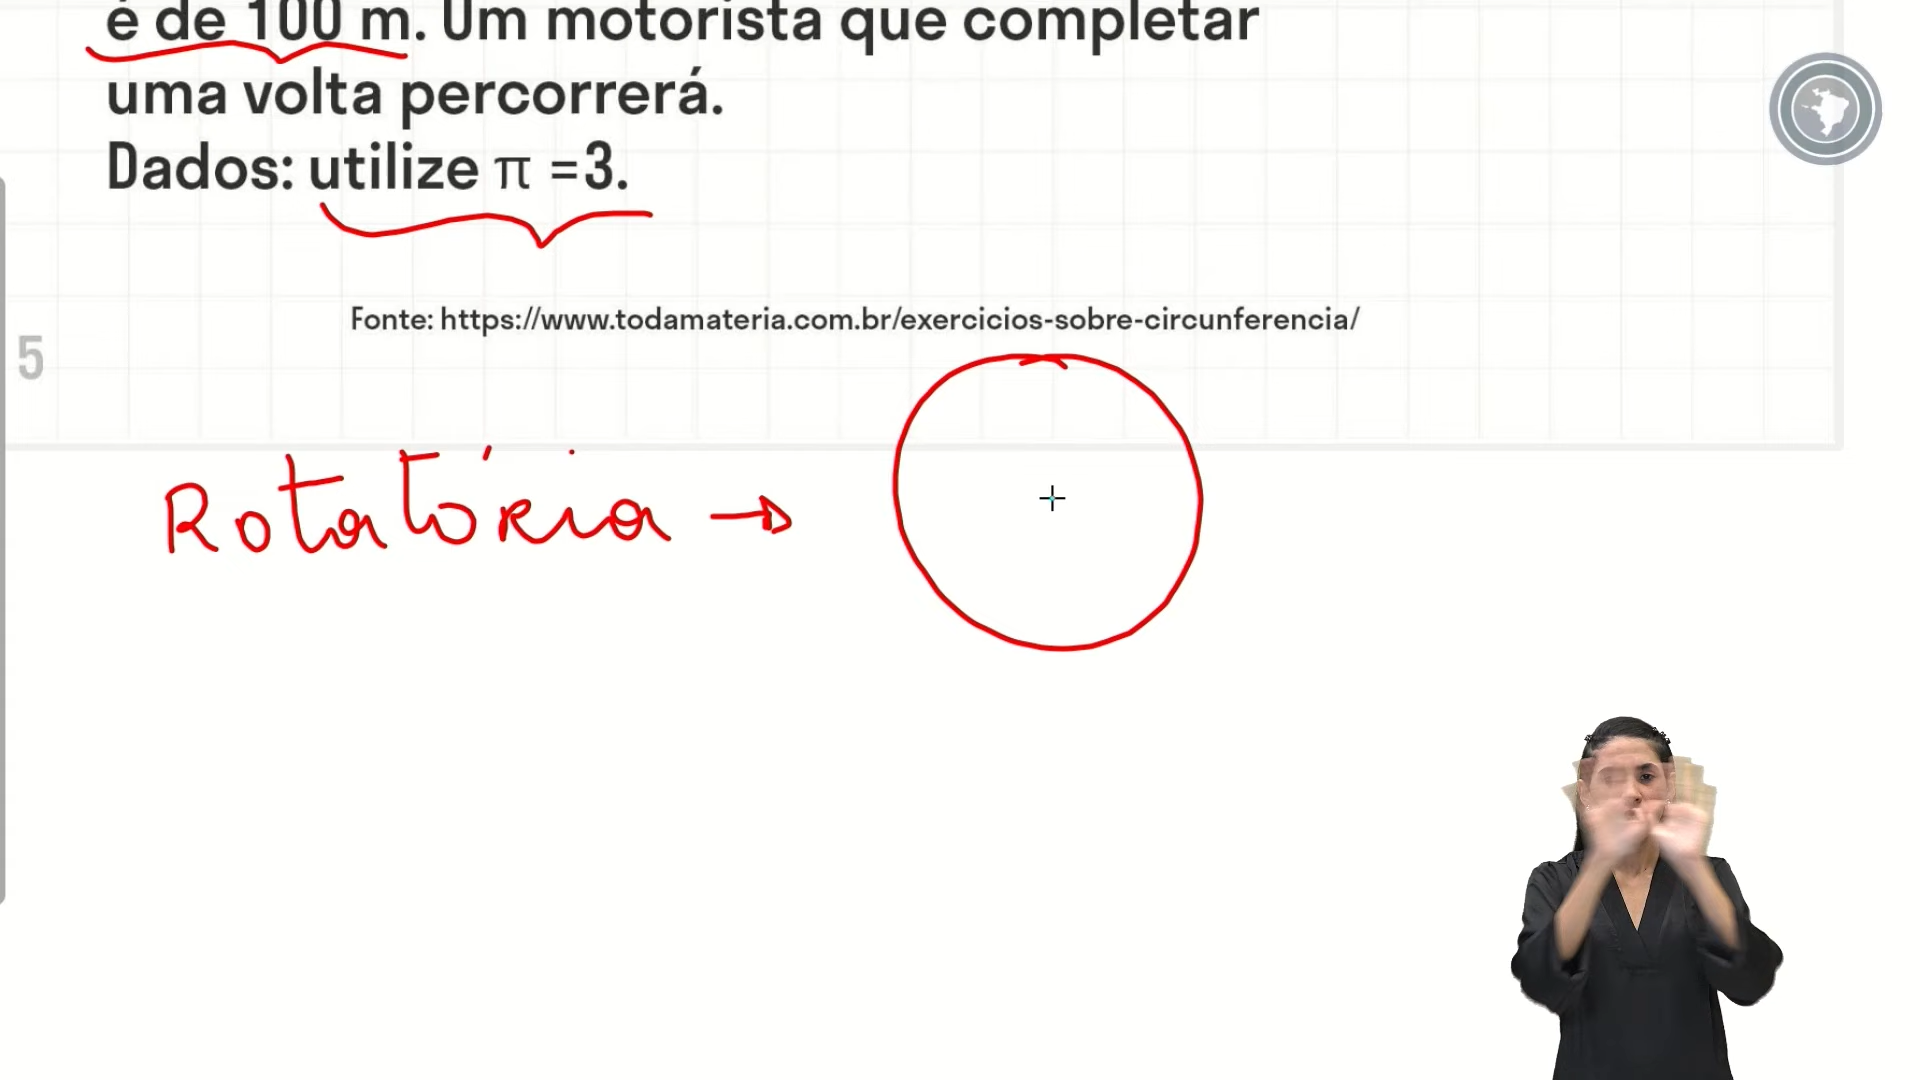 é de 100 m. Um motorista que completar
uma volta percorrerá.
Dados: utilize π =3.
Fonte: https://www.todamateria.com.br/exercicios-sobre-circunferencia/
5
Rotatória →